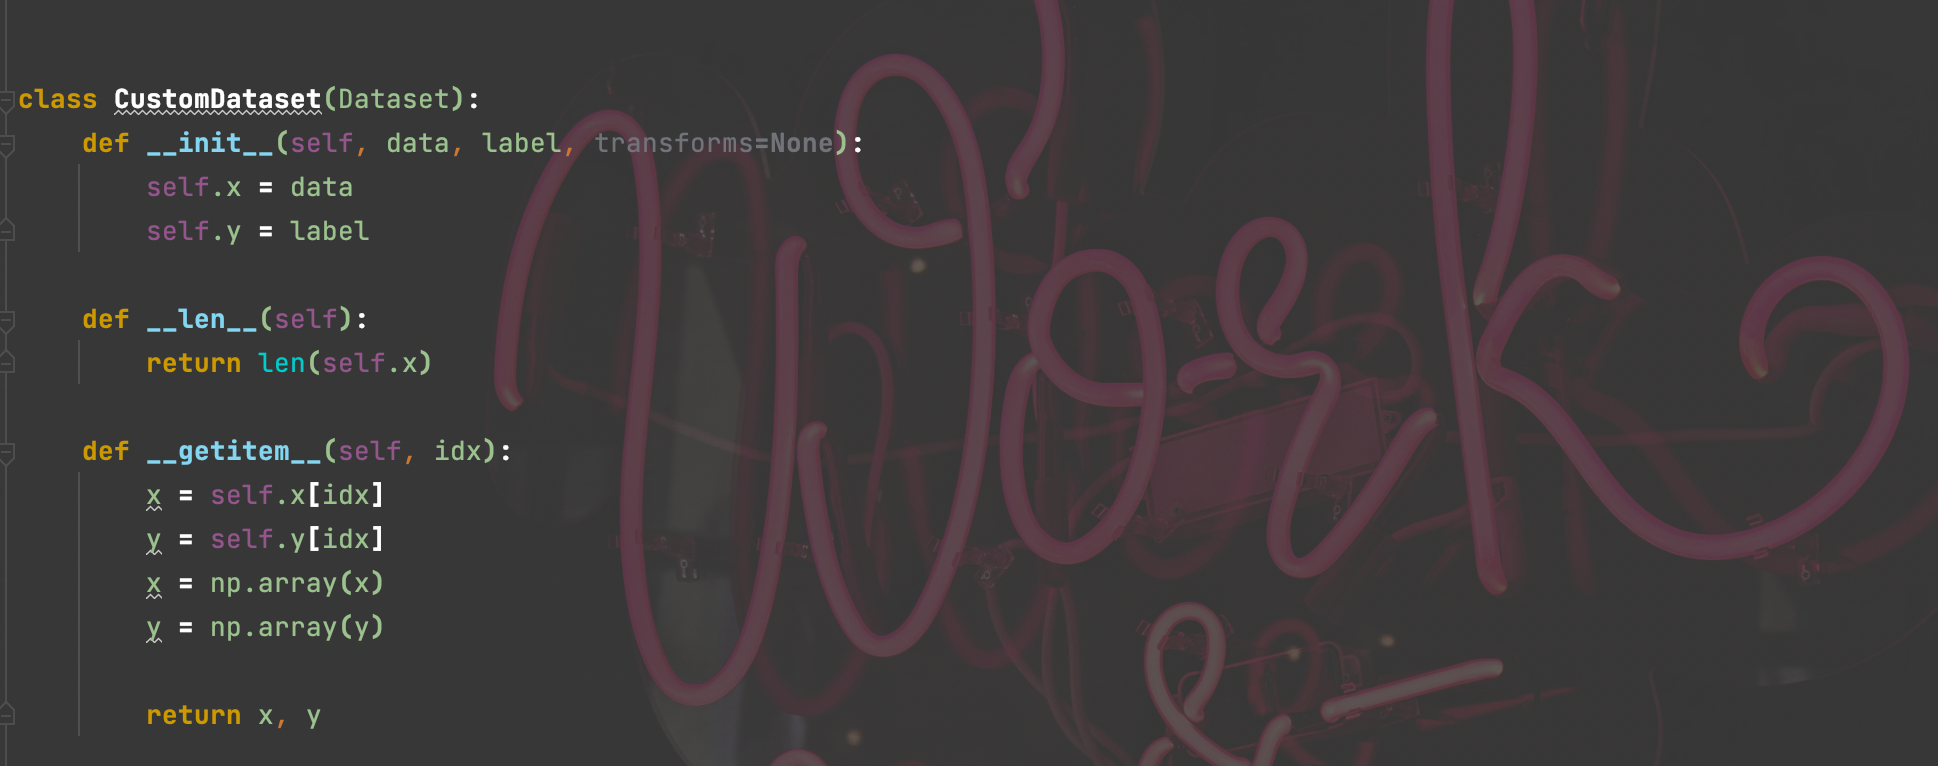 class CustomDataset(Dataset):
    def __init__(self, data, label, transforms=None):
        self.x = data
        self.y = label
    def __len__(self):
        return len(self.x)
    def __getitem__(self, idx):
        x = self.x[idx]
        y = self.y[idx]
        x = np.array(x)
        y = np.array(y)
        return x, y
Work
&